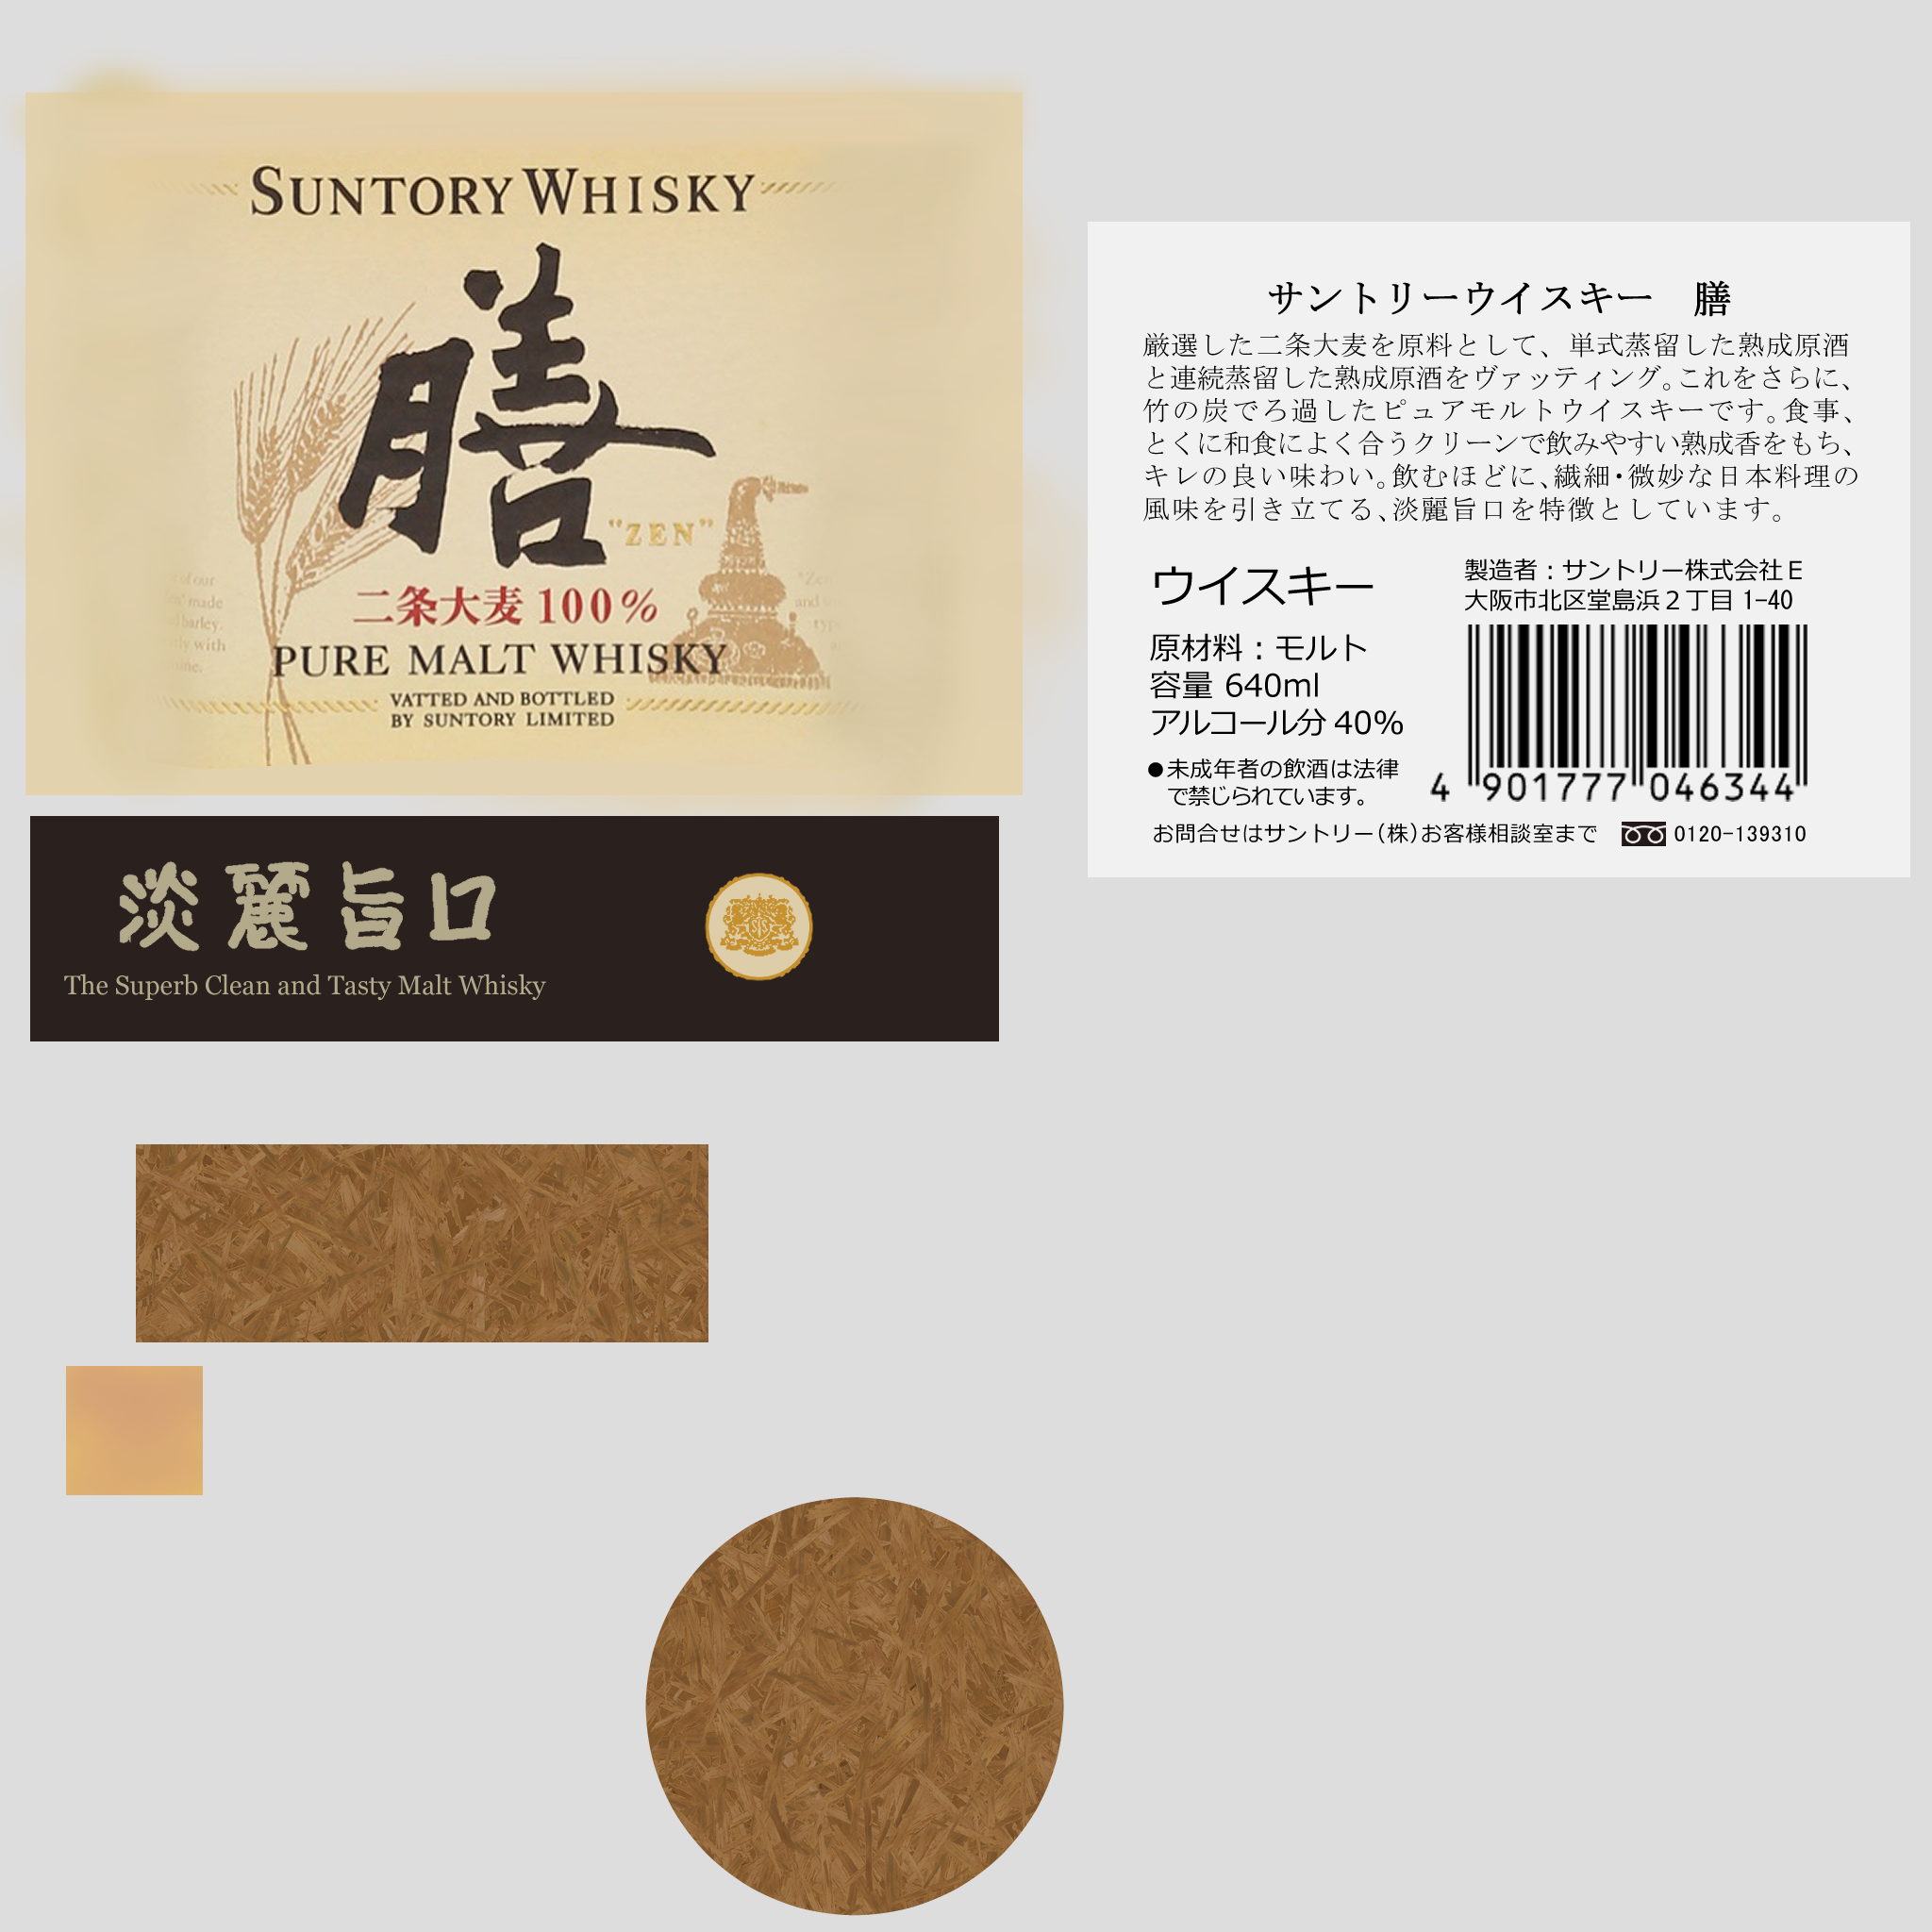 SUNTORY WHISKY
膳
"ZEN"
of our
made
barley.
with
"Ze
and
typ
二条大麦100%
PURE MALT WHISKY
VATTED AND BOTTLED
BY SUNTORY LIMITED
淡麗旨口
The Superb Clean and Tasty Malt Whisky
サントリーウイスキー 膳
厳選した二条大麦を原料として、単式蒸留した熟成原酒
と連続蒸留した熟成原酒をヴァッティング。これをさらに、
竹の炭でろ過したピュアモルトウイスキーです。食事、
とくに和食によく合うクリーンで飲みやすい熟成香をもち、
キレの良い味わい。飲むほどに、繊細・微妙な日本料理の
風味を引き立てる、淡麗旨口を特徴としています。
ウイスキー
原材料：モルト
容量 640ml
アルコール分 40%
●未成年者の飲酒は法律
で禁じられています。
製造者：サントリー株式会社E
大阪市北区堂島浜2丁目 1-40
4 901777 046344
お問合せはサントリー(株)お客様相談室まで 0120-139310